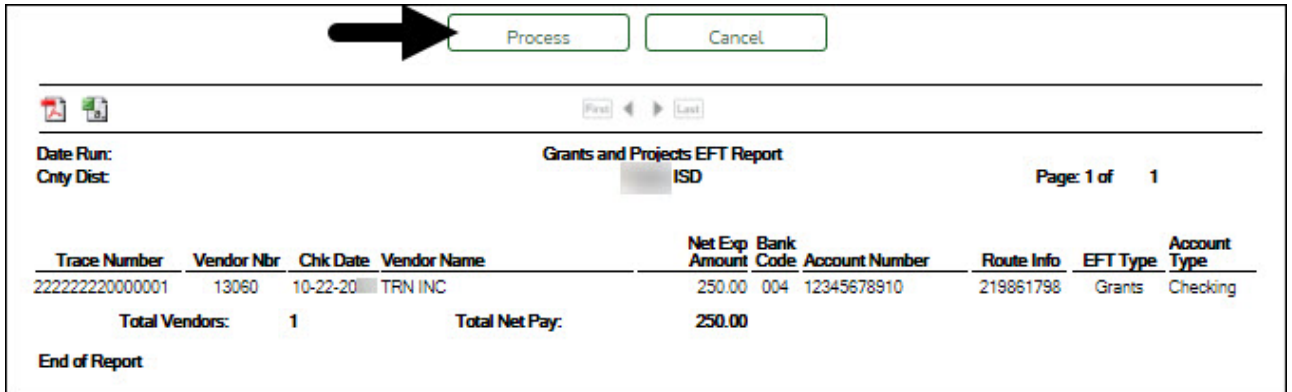 Process Cancel
First Last
Date Run: Grants and Projects EFT Report
Cnty Dist: ISD Page: 1 of 1
Net Exp Bank Account
Trace Number Vendor Nbr Chk Date Vendor Name Amount Code Account Number Route Info EFT Type Type
222222220000001 13060 10-22-20 TRN INC 250.00 004 12345678910 219861798 Grants Checking
Total Vendors: 1 Total Net Pay: 250.00
End of Report